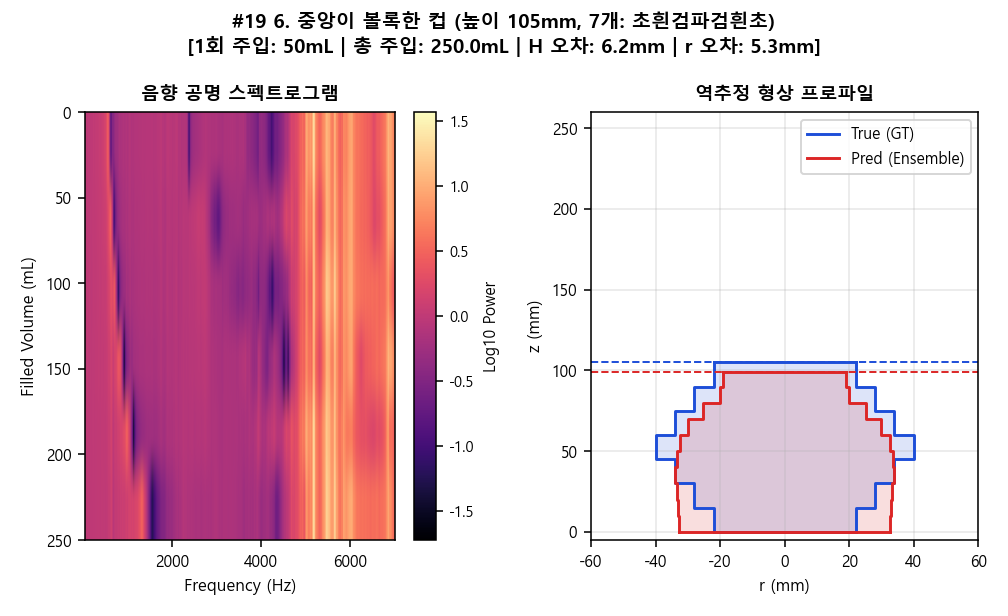 #19 6. 중앙이 볼록한 컵 (높이 105mm, 7개: 초흰검파검흰초)
[1회 주입: 50mL | 총 주입: 250.0mL | H 오차: 6.2mm | r 오차: 5.3mm]
음향 공명 스펙트로그램
0
50
100
150
200
250
Filled Volume (mL)
2000
4000
6000
Frequency (Hz)
1.5
1.0
0.5
0.0
-0.5
-1.0
-1.5
Log10 Power
역추정 형상 프로파일
True (GT)
Pred (Ensemble)
250
200
150
100
50
0
z (mm)
-60
-40
-20
0
20
40
60
r (mm)